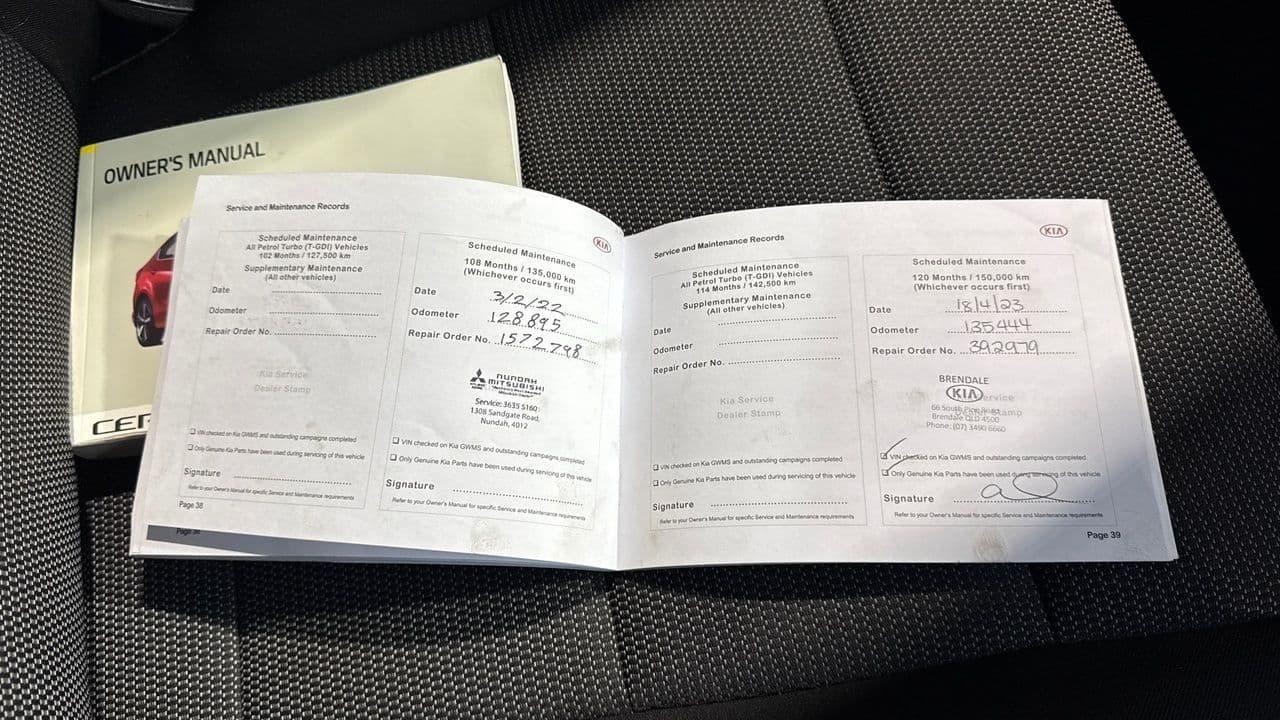 OWNER'S MANUAL
Service and Maintenance Records
Scheduled Maintenance
All Petrol Turbo (T-GDI) Vehicles
102 Months / 127,500 km
Supplementary Maintenance
(All other vehicles)
Date
Odometer
Repair Order No.
Kia Service
Dealer Stamp
❑ VIN checked on Kia GWMS and outstanding campaigns completed
❑ Only Genuine Kia Parts have been used during servicing of this vehicle
Signature
Refer to your Owner's Manual for specific Service and Maintenance requirements
Page 38
KIA
Scheduled Maintenance
108 Months / 135,000 km
(Whichever occurs first)
Date 3/2/22
Odometer 128895
Repair Order No. 1572798
NUNDAH
MITSUBISHI
Service: 3635 5160
1308 Sandgate Road,
Nundah, 4012
❑ VIN checked on Kia GWMS and outstanding campaigns completed
❑ Only Genuine Kia Parts have been used during servicing of this vehicle
Signature
Refer to your Owner's Manual for specific Service and Maintenance requirements
Service and Maintenance Records
Scheduled Maintenance
All Petrol Turbo (T-GDI) Vehicles
114 Months / 142,500 km
Supplementary Maintenance
(All other vehicles)
Date
Odometer
Repair Order No.
Kia Service
Dealer Stamp
❑ VIN checked on Kia GWMS and outstanding campaigns completed
❑ Only Genuine Kia Parts have been used during servicing of this vehicle
Signature
Refer to your Owner's Manual for specific Service and Maintenance requirements
KIA
Scheduled Maintenance
120 Months / 150,000 km
(Whichever occurs first)
Date 18/4/23
Odometer 135444
Repair Order No. 392979
BRENDALE
KIA Service
66 South Pine Road
Dealer Stamp
Brendale QLD 4500
Phone: (07) 3490 6660
❑ VIN checked on Kia GWMS and outstanding campaigns completed
❑ Only Genuine Kia Parts have been used during servicing of this vehicle
Signature
Refer to your Owner's Manual for specific Service and Maintenance requirements
Page 39
CER